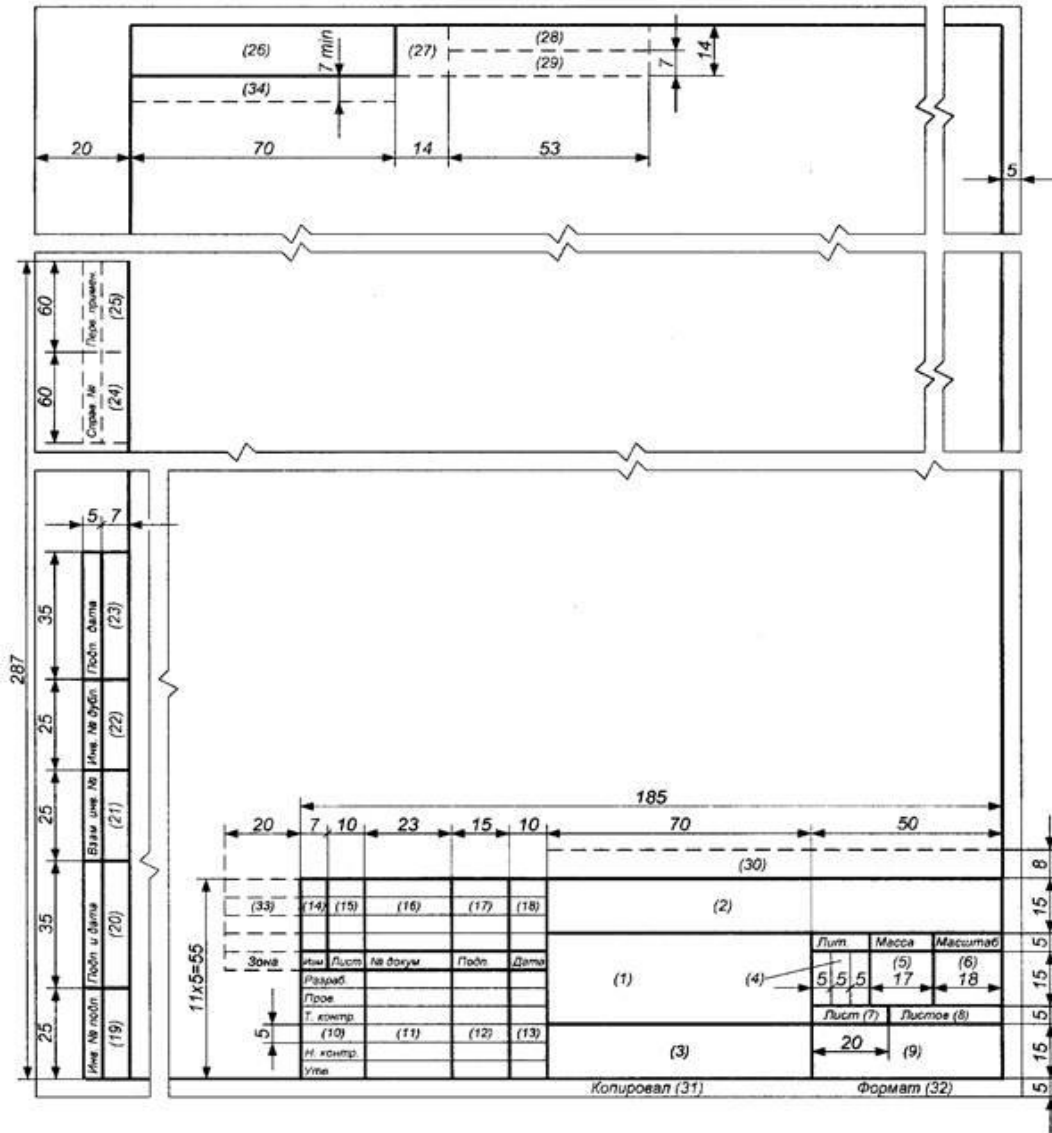 (26) 7 min (27) (28) 14
(29) 7
(34)
20 70 14 53 5
60 Перв. примен. (25)
60 Справ. № (24)
287
5 7
35 Подп. дата (23)
25 Инв. № дубл. (22)
25 Взам инв. № (21)
35 Подп и дата (20)
25 Инв. № подл (19)
185
20 7 10 23 15 10 70 50
(30) 8
(33) (14) (15) (16) (17) (18) (2) 15
Зона Изм Лист № докум Подп. Дата Лит. Масса Масштаб 5
11х5=55 Разраб. (1) (4) 5 5 5 (5) 17 (6) 18 15
Пров.
Т. контр. Лист (7) Листов (8) 5
5 (10) (11) (12) (13) (3) 20 (9) 15
Н. контр.
Утв.
Копировал (31) Формат (32) 5